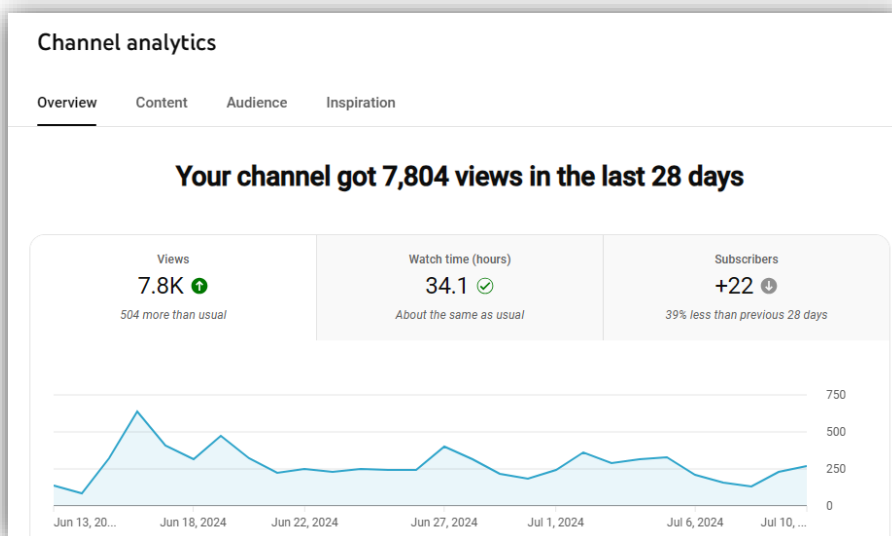 Channel analytics
Overview Content Audience Inspiration
Your channel got 7,804 views in the last 28 days
Views Watch time (hours) Subscribers
7.8K 34.1 +22
504 more than usual About the same as usual 39% less than previous 28 days
750
500
250
0
Jun 13, 20... Jun 18, 2024 Jun 22, 2024 Jun 27, 2024 Jul 1, 2024 Jul 6, 2024 Jul 10, ...